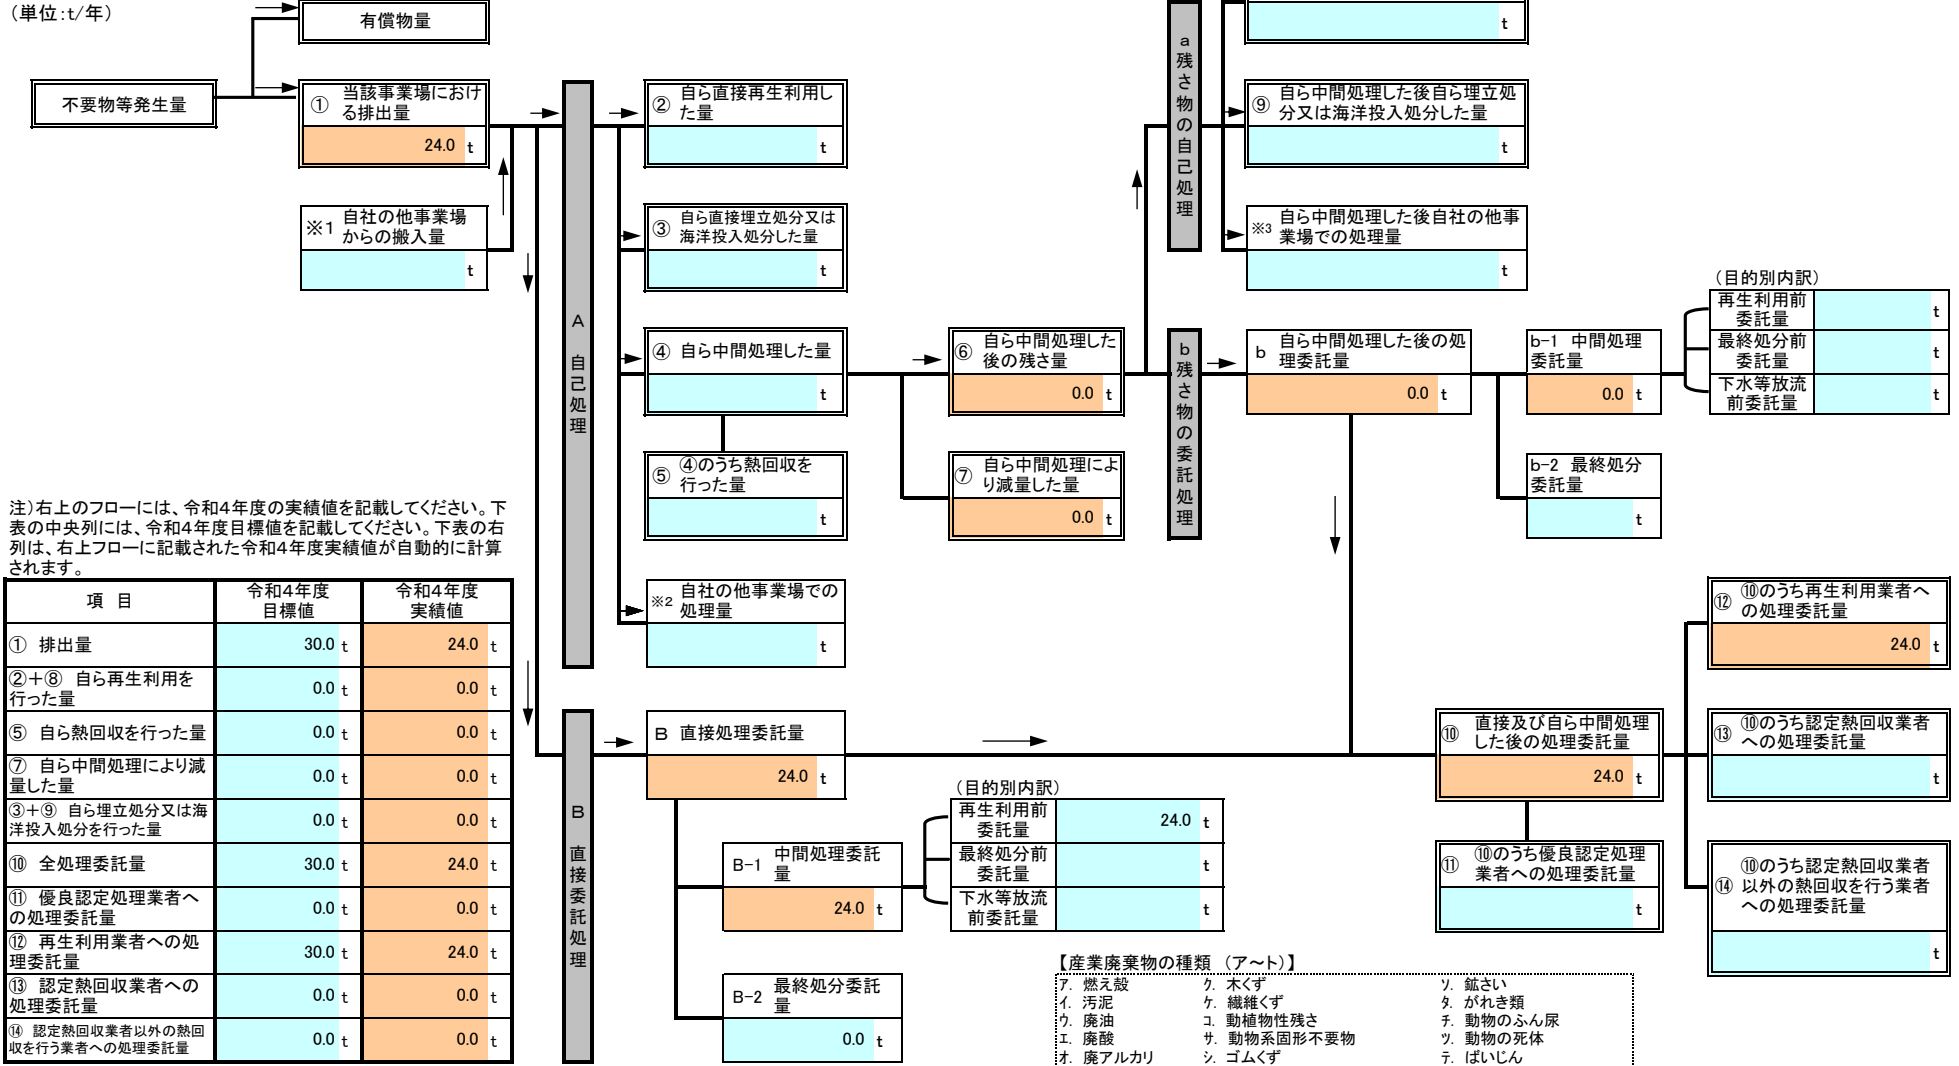 (単位:t/年)
有償物量
不要物等発生量
① 当該事業場におけ
る排出量
24.0 t
※1 自社の他事業場
からの搬入量
t
A 自己処理
② 自ら直接再生利用し
た量
t
③ 自ら直接埋立処分又は
海洋投入処分した量
t
④ 自ら中間処理した量
t
⑤ ④のうち熱回収を
行った量
t
※2 自社の他事業場での
処理量
t
⑥ 自ら中間処理した
後の残さ量
0.0 t
⑦ 自ら中間処理によ
り減量した量
0.0 t
a 残さ物の自己処理
t
⑨ 自ら中間処理した後自ら埋立処
分又は海洋投入処分した量
t
※3 自ら中間処理した後自社の他事
業場での処理量
t
b 残さ物の委託処理
b 自ら中間処理した後の処
理委託量
0.0 t
b-1 中間処理
委託量
0.0 t
b-2 最終処分
委託量
t
(目的別内訳)
再生利用前
委託量 t
最終処分前
委託量 t
下水等放流
前委託量 t
注)右上のフローには、令和4年度の実績値を記載してください。下
表の中央列には、令和4年度目標値を記載してください。下表の右
列は、右上フローに記載された令和4年度実績値が自動的に計算
されます。
項 目 令和4年度
目標値 令和4年度
実績値
① 排出量 30.0 t 24.0 t
②+⑧ 自ら再生利用を
行った量 0.0 t 0.0 t
⑤ 自ら熱回収を行った量 0.0 t 0.0 t
⑦ 自ら中間処理により減
量した量 0.0 t 0.0 t
③+⑨ 自ら埋立処分又は海
洋投入処分を行った量 0.0 t 0.0 t
⑩ 全処理委託量 30.0 t 24.0 t
⑪ 優良認定処理業者へ
の処理委託量 0.0 t 0.0 t
⑫ 再生利用業者への処
理委託量 30.0 t 24.0 t
⑬ 認定熱回収業者への
処理委託量 0.0 t 0.0 t
⑭ 認定熱回収業者以外の熱回
収を行う業者への処理委託量 0.0 t 0.0 t
B 直接委託処理
B 直接処理委託量
24.0 t
B-1 中間処理委託
量
24.0 t
B-2 最終処分委託
量
0.0 t
(目的別内訳)
再生利用前
委託量 24.0 t
最終処分前
委託量 t
下水等放流
前委託量 t
⑩ 直接及び自ら中間処理
した後の処理委託量
24.0 t
⑪ ⑩のうち優良認定処理
業者への処理委託量
t
⑫ ⑩のうち再生利用業者へ
の処理委託量
24.0 t
⑬ ⑩のうち認定熱回収業者
への処理委託量
t
⑭ ⑩のうち認定熱回収業者
以外の熱回収を行う業者
への処理委託量
t
【産業廃棄物の種類 (ア~ト)】
ア. 燃え殻 ク. 木くず ソ. 鉱さい
イ. 汚泥 ケ. 繊維くず タ. がれき類
ウ. 廃油 コ. 動植物性残さ チ. 動物のふん尿
エ. 廃酸 サ. 動物系固形不要物 ツ. 動物の死体
オ. 廃アルカリ シ. ゴムくず テ. ばいじん